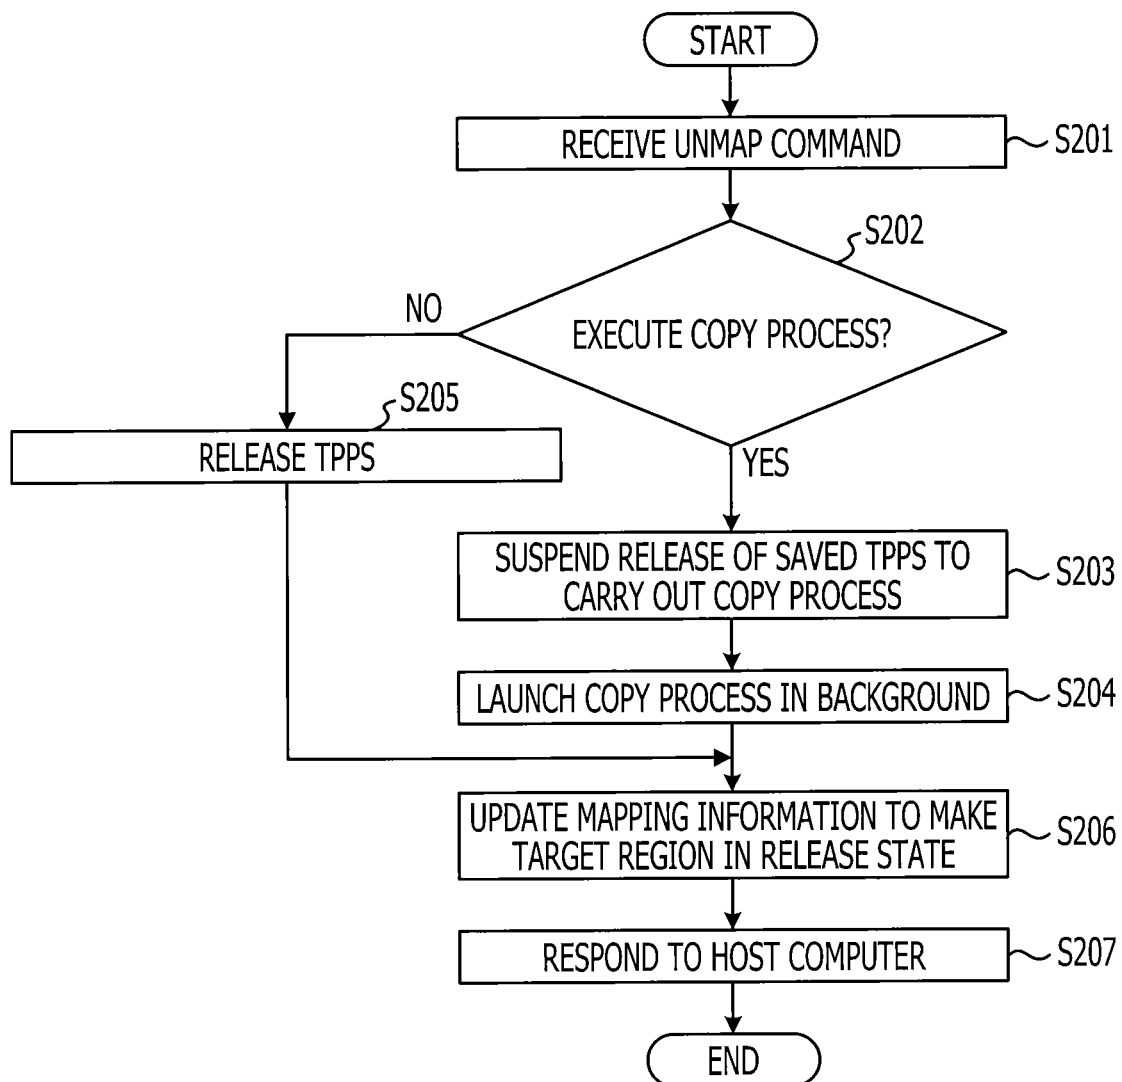 START
RECEIVE UNMAP COMMAND
S201
S202
EXECUTE COPY PROCESS?
NO
YES
S205
RELEASE TPPS
SUSPEND RELEASE OF SAVED TPPS TO
CARRY OUT COPY PROCESS
S203
LAUNCH COPY PROCESS IN BACKGROUND
S204
UPDATE MAPPING INFORMATION TO MAKE
TARGET REGION IN RELEASE STATE
S206
RESPOND TO HOST COMPUTER
S207
END